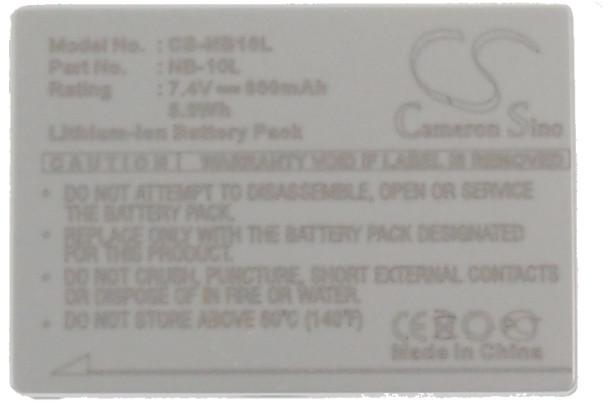 Model No. : CS-NB10L
Part No. : NB-10L
Rating : 7.4V 800mAh
5.9Wh
Lithium-Ion Battery Pack
CS
Cameron Sino
CAUTION WARRANTY VOID IF LABEL IS REMOVED
• DO NOT ATTEMPT TO DISASSEMBLE, OPEN OR SERVICE
THE BATTERY PACK.
• REPLACE ONLY WITH THE BATTERY PACK DESIGNATED
FOR THIS PRODUCT.
• DO NOT CRUSH, PUNCTURE, SHORT EXTERNAL CONTACTS
OR DISPOSE OF IN FIRE OR WATER.
• DO NOT STORE ABOVE 60°C (140°F)
CE
Made In China